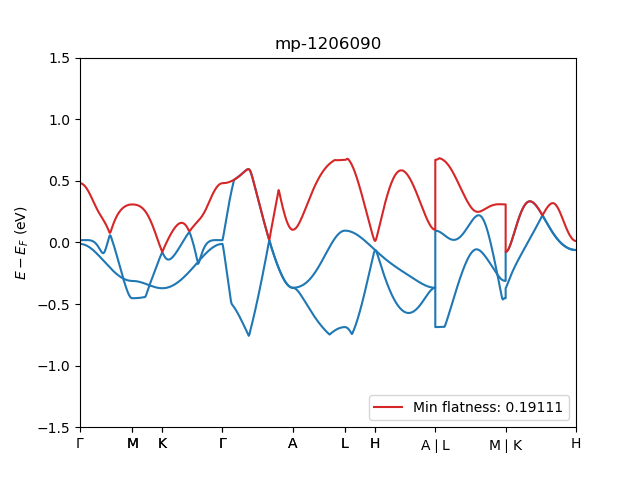 mp-1206090
E − E_F (eV)
1.5
1.0
0.5
0.0
−0.5
−1.0
−1.5
Min flatness: 0.19111
Γ M K Γ A L H A | L M | K H